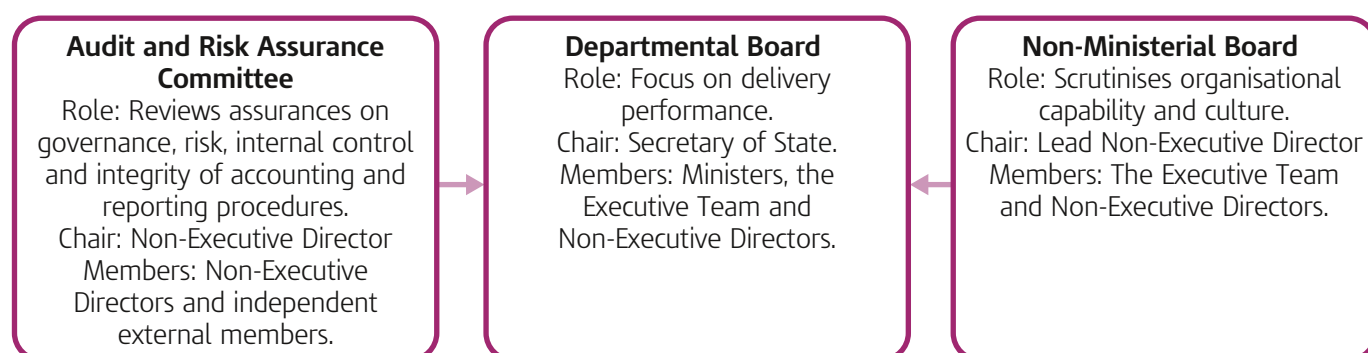 Audit and Risk Assurance
Committee
Role: Reviews assurances on
governance, risk, internal control
and integrity of accounting and
reporting procedures.
Chair: Non-Executive Director
Members: Non-Executive
Directors and independent
external members.
Departmental Board
Role: Focus on delivery
performance.
Chair: Secretary of State.
Members: Ministers, the
Executive Team and
Non-Executive Directors.
Non-Ministerial Board
Role: Scrutinises organisational
capability and culture.
Chair: Lead Non-Executive Director
Members: The Executive Team
and Non-Executive Directors.